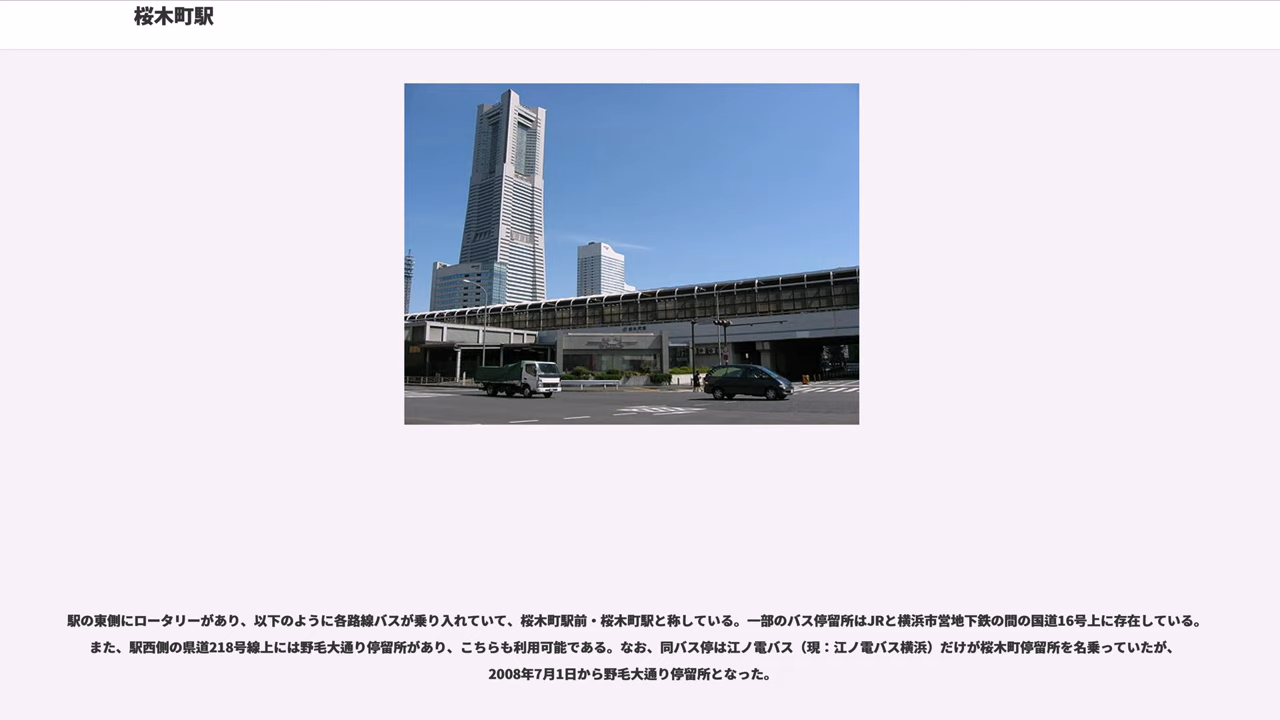 桜木町駅
駅の東側にロータリーがあり、以下のように各路線バスが乗り入れていて、桜木町駅前・桜木町駅と称している。一部のバス停留所はJRと横浜市営地下鉄の間の国道16号上に存在している。
また、駅西側の県道218号線上には野毛大通り停留所があり、こちらも利用可能である。なお、同バス停は江ノ電バス（現：江ノ電バス横浜）だけが桜木町停留所を名乗っていたが、
2008年7月1日から野毛大通り停留所となった。